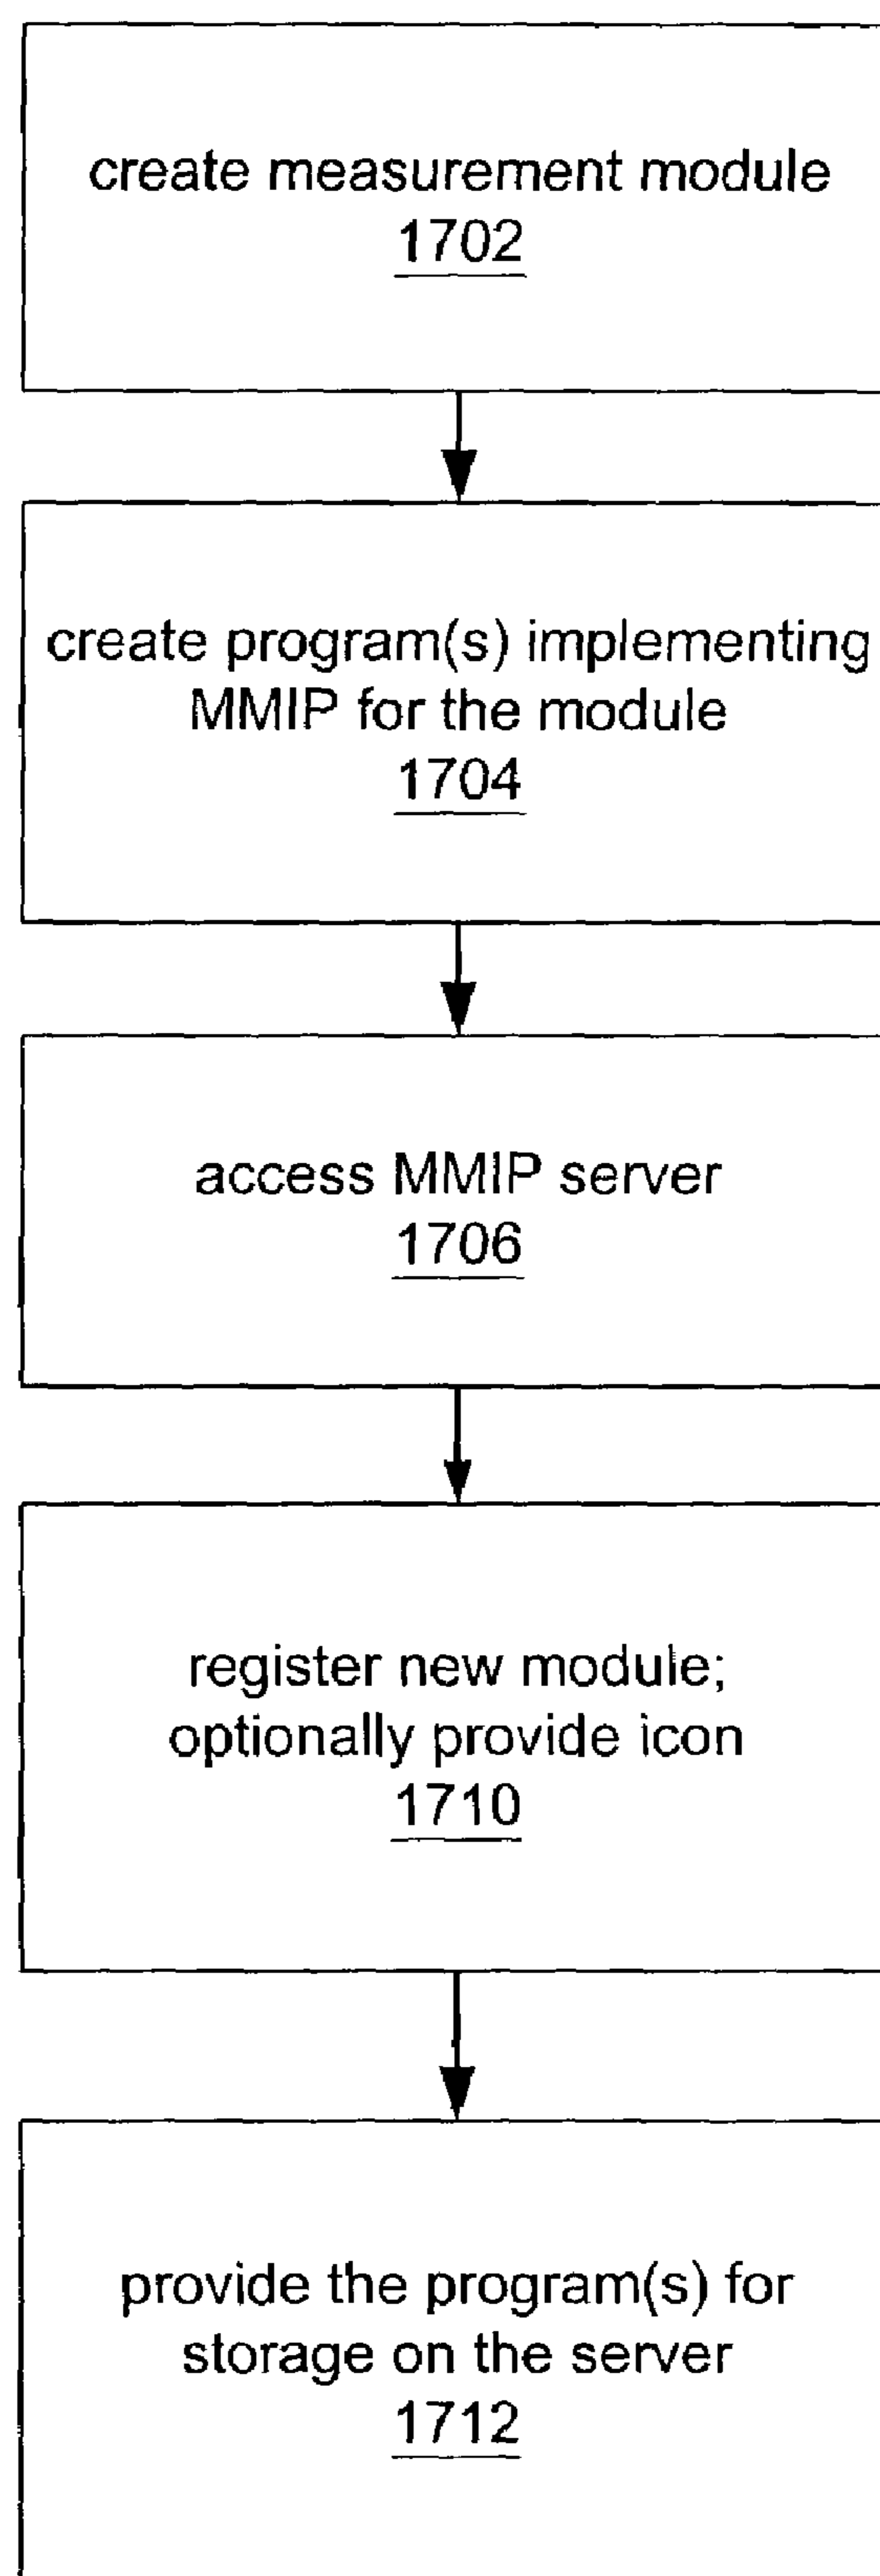 create measurement module
1702
create program(s) implementing
MMIP for the module
1704
access MMIP server
1706
register new module;
optionally provide icon
1710
provide the program(s) for
storage on the server
1712